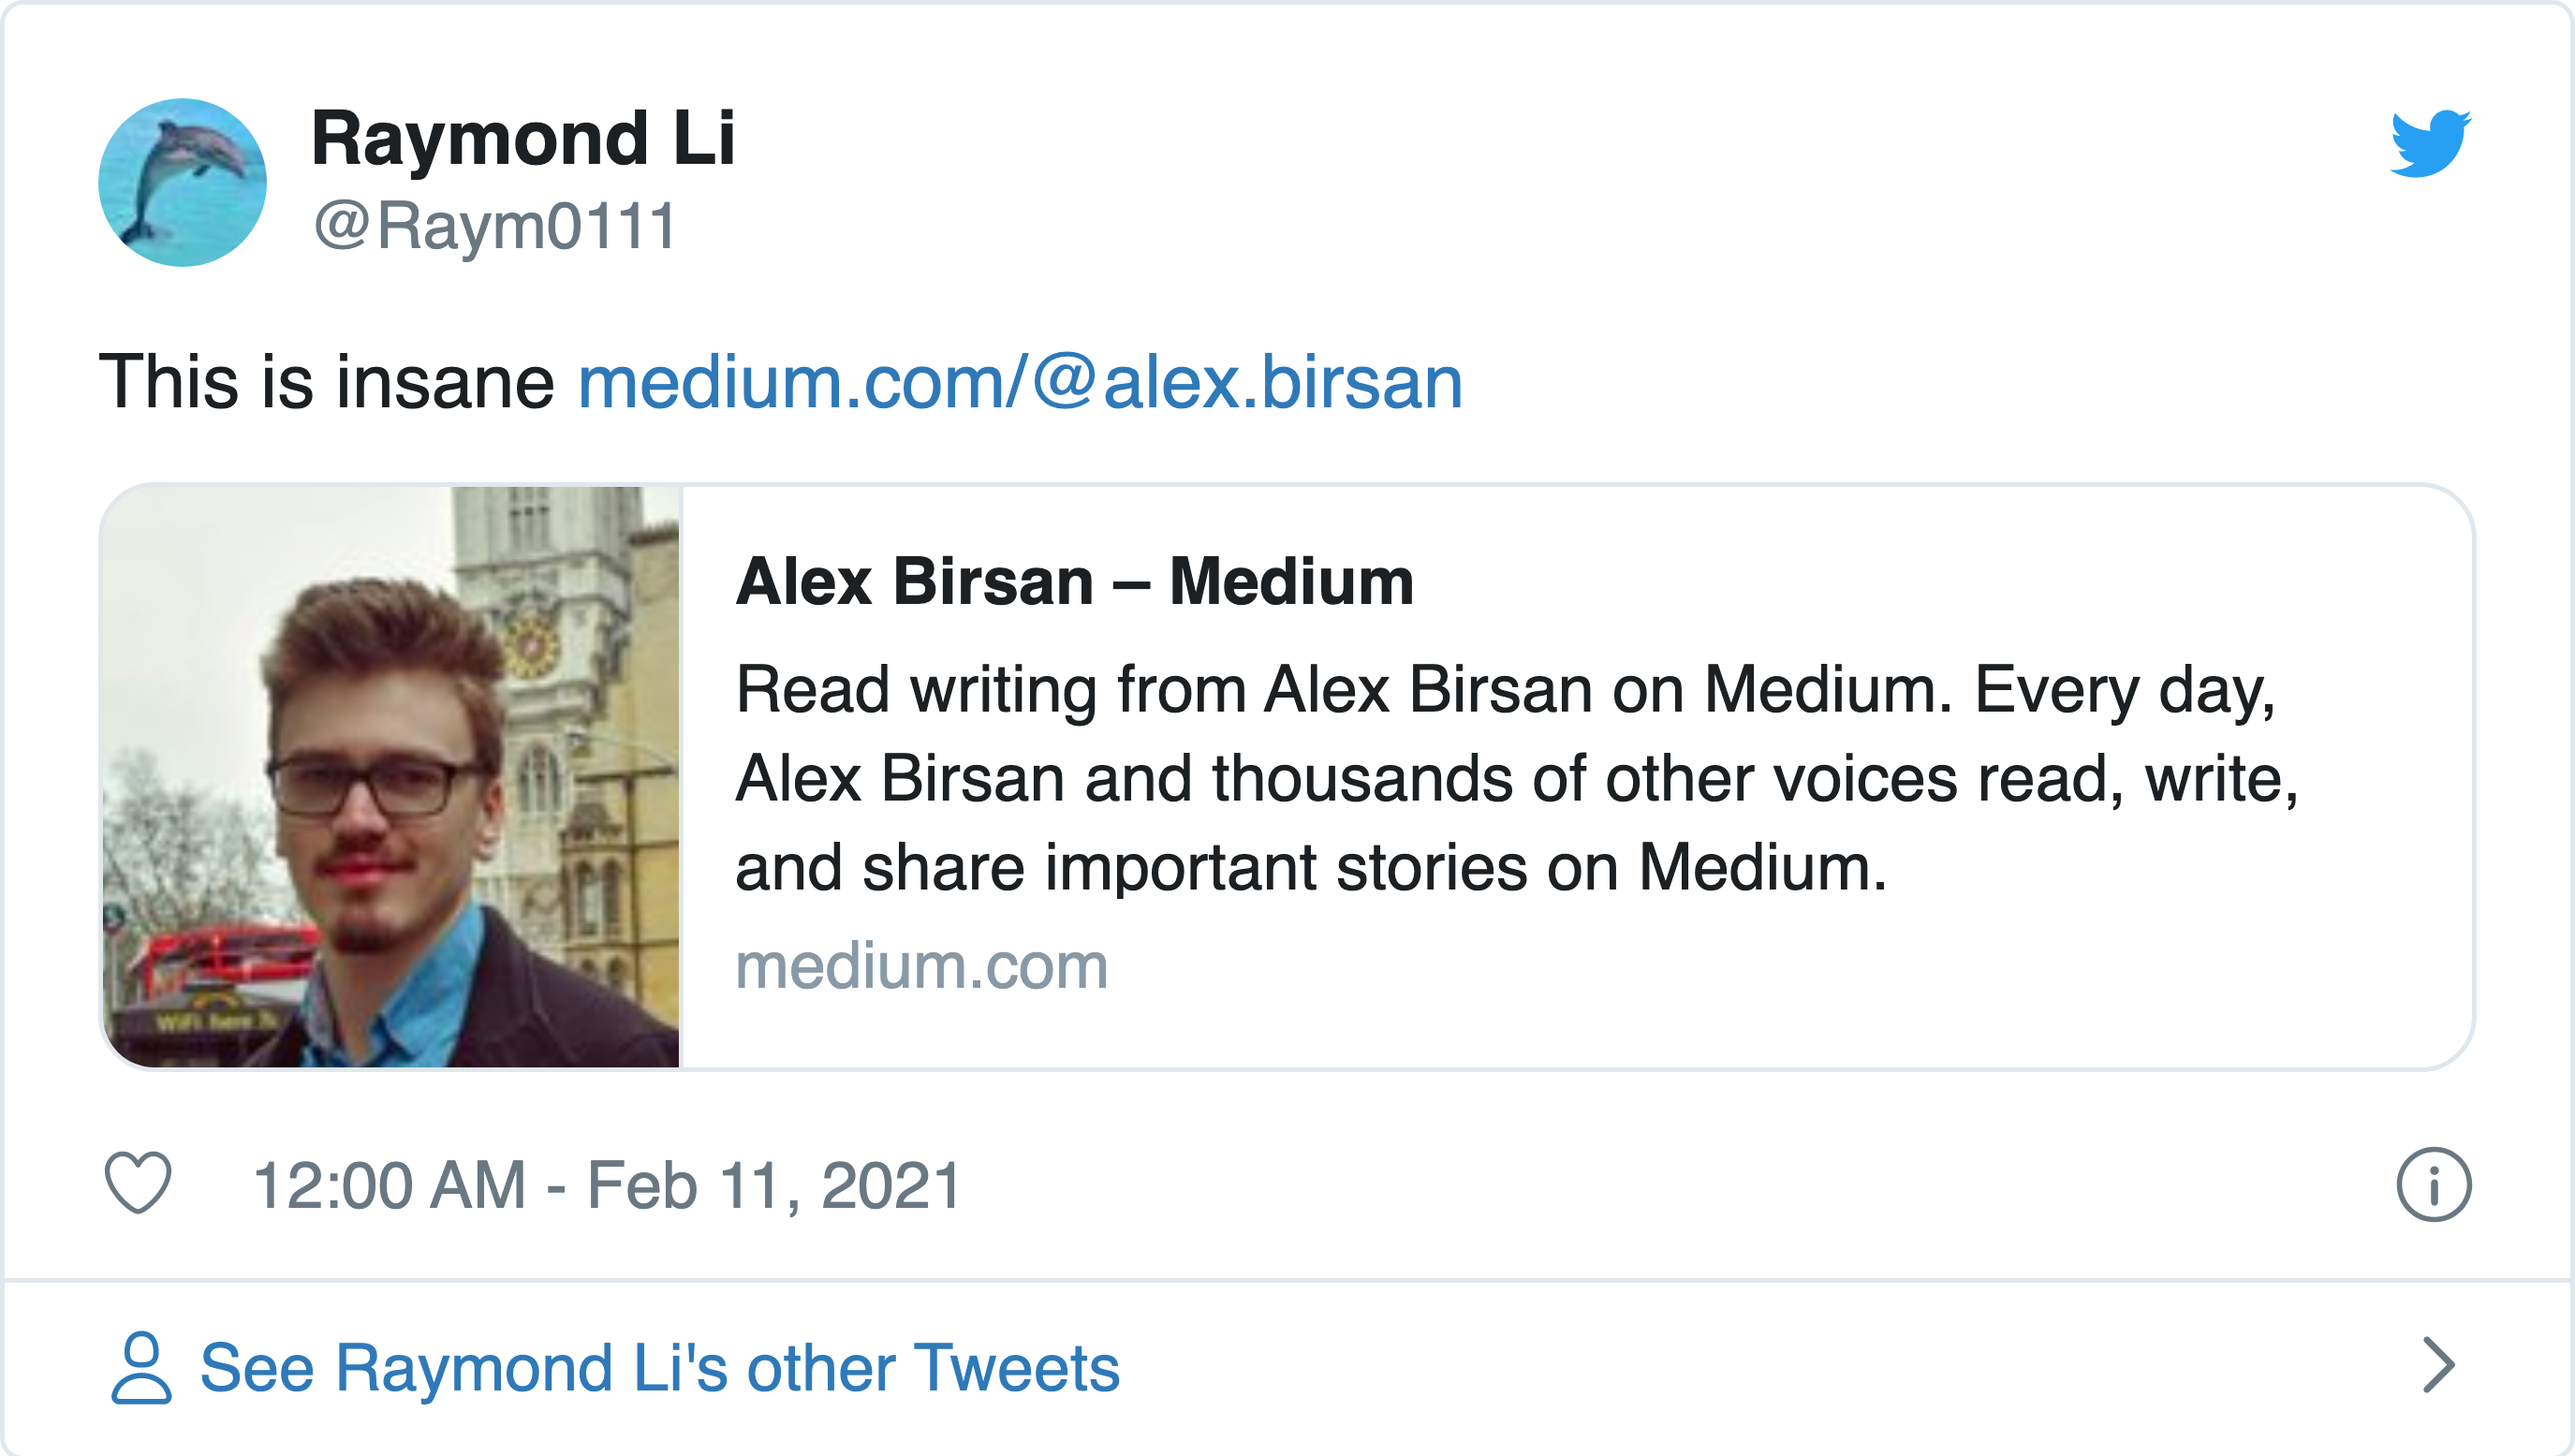 Raymond Li
@Raym0111
This is insane medium.com/@alex.birsan
Alex Birsan – Medium
Read writing from Alex Birsan on Medium. Every day,
Alex Birsan and thousands of other voices read, write,
and share important stories on Medium.
medium.com
WiFi here
12:00 AM - Feb 11, 2021
See Raymond Li's other Tweets